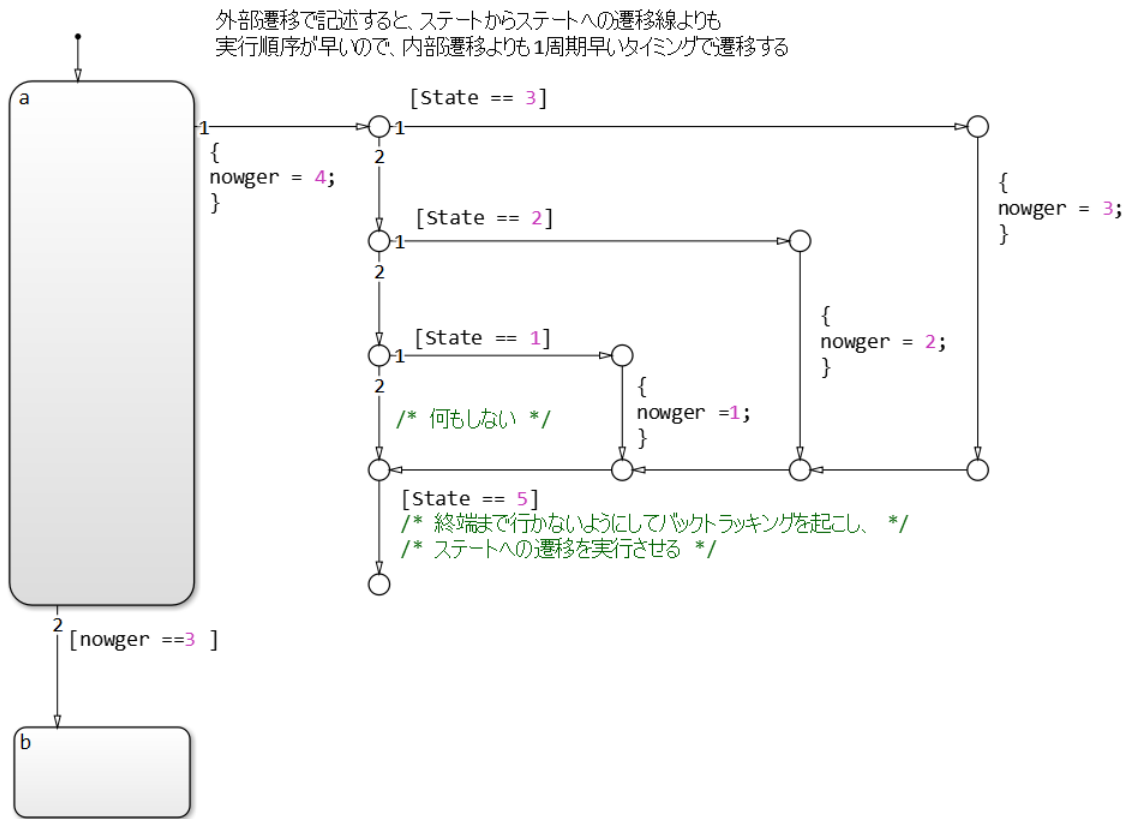 外部遷移で記述すると、ステートからステートへの遷移線よりも
実行順序が早いので、内部遷移よりも1周期早いタイミングで遷移する
a
1
{
nowger = 4;
}
[State == 3]
1
2
{
nowger = 3;
}
[State == 2]
1
2
{
nowger = 2;
}
[State == 1]
1
2
{
nowger =1;
}
/* 何もしない */
[State == 5]
/* 終端まで行かないようにしてバックトラッキングを起こし、 */
/* ステートへの遷移を実行させる */
2
[nowger ==3 ]
b